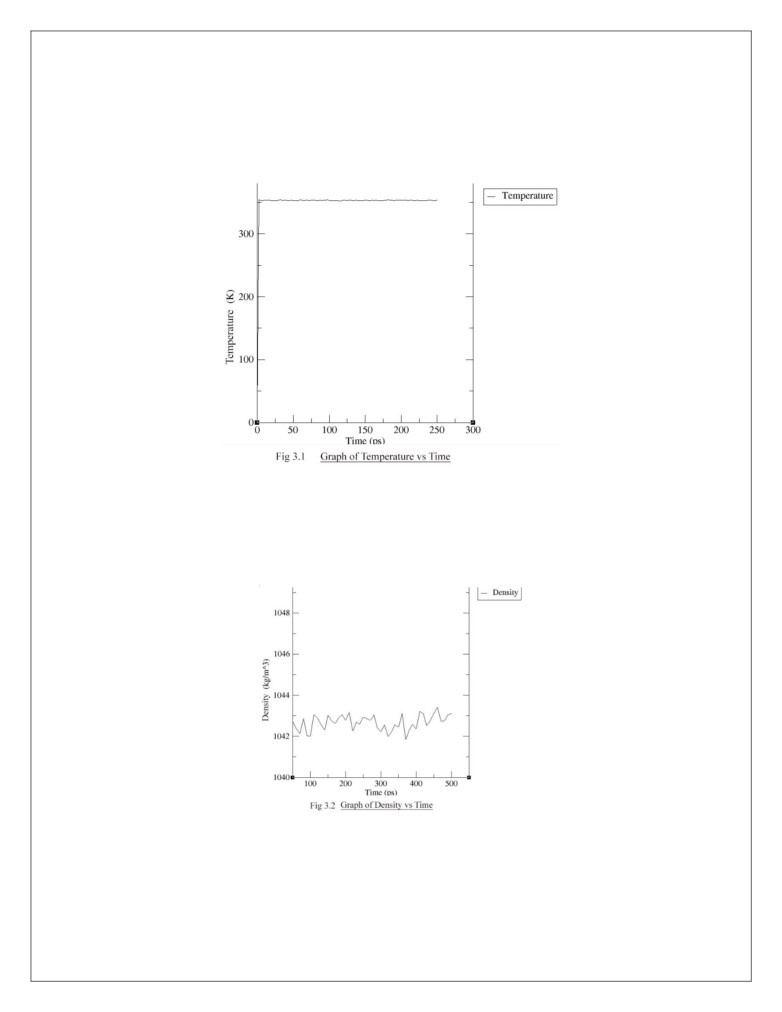 Temperature
300
200
100
0
Temperature (K)
0 50 100 150 200 250 300
Time (ps)
Fig 3.1 Graph of Temperature vs Time
Density
1048
1046
1044
1042
1040
Density (kg/m^3)
100 200 300 400 500
Time (ps)
Fig 3.2 Graph of Density vs Time